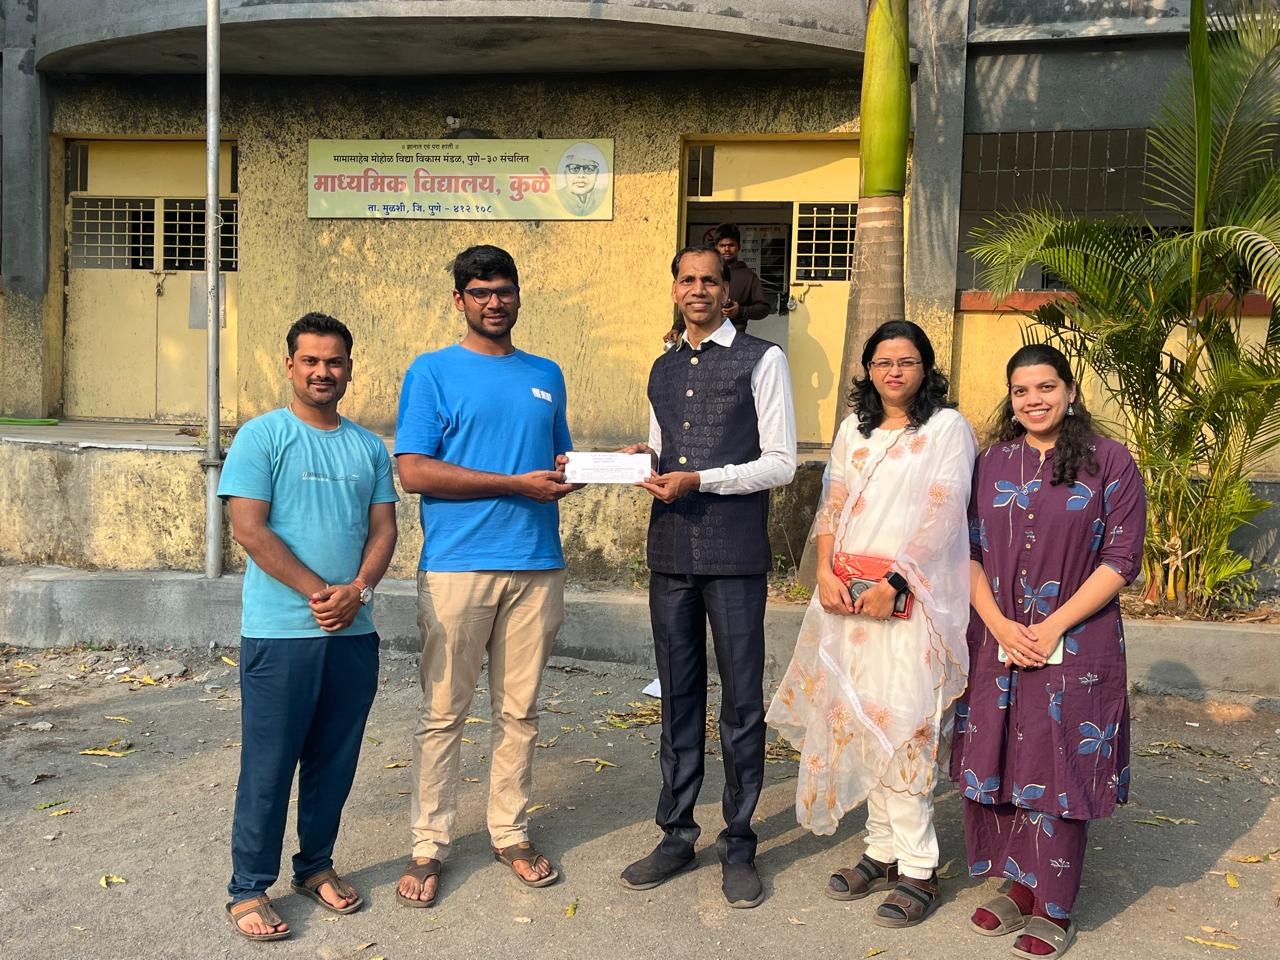 ॥ ज्ञानात एवं परा शांती ॥
मामासाहेब मोहोळ विद्या विकास मंडळ, पुणे-३० संचलित
माध्यमिक विद्यालय, कुळे
ता. मुळशी, जि. पुणे - ४१२ १०८